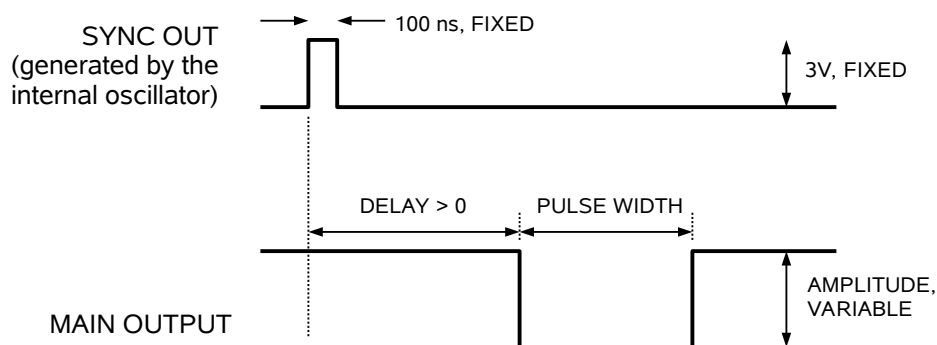 100 ns, FIXED
SYNC OUT
(generated by the
internal oscillator)
3V, FIXED
DELAY > 0
PULSE WIDTH
AMPLITUDE,
VARIABLE
MAIN OUTPUT